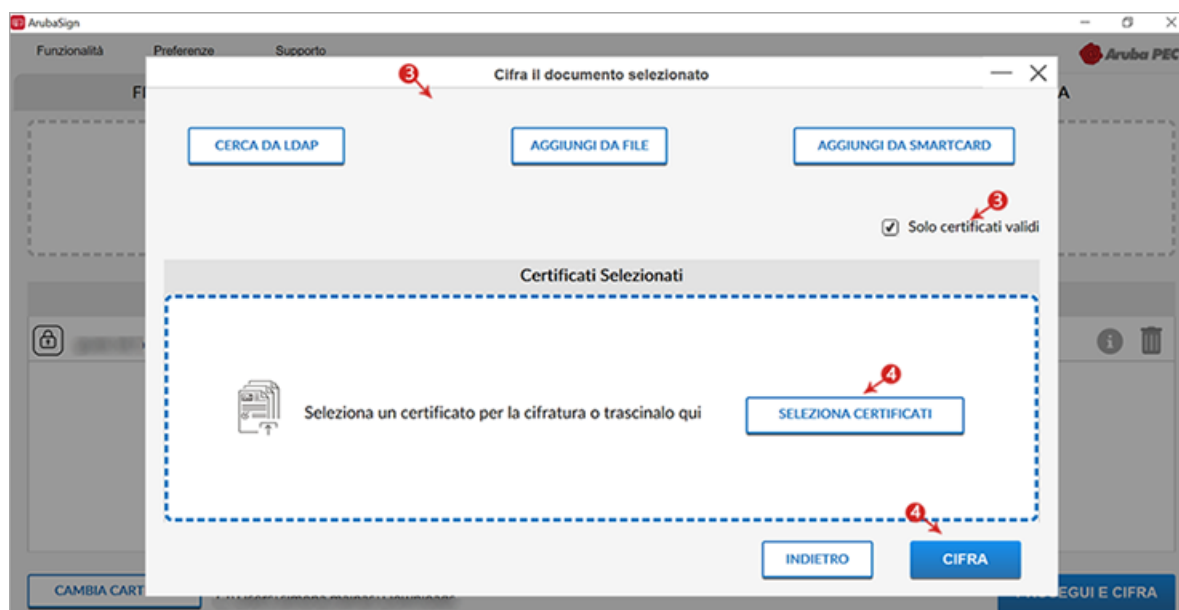 ArubaSign
Funzionalità Preferenze Supporto
Aruba PEC
Cifra il documento selezionato
3
CERCA DA LDAP AGGIUNGI DA FILE AGGIUNGI DA SMARTCARD
3
Solo certificati validi
Certificati Selezionati
4
Seleziona un certificato per la cifratura o trascinalo qui SELEZIONA CERTIFICATI
4
INDIETRO CIFRA
CAMBIA CART
EGUI E CIFRA